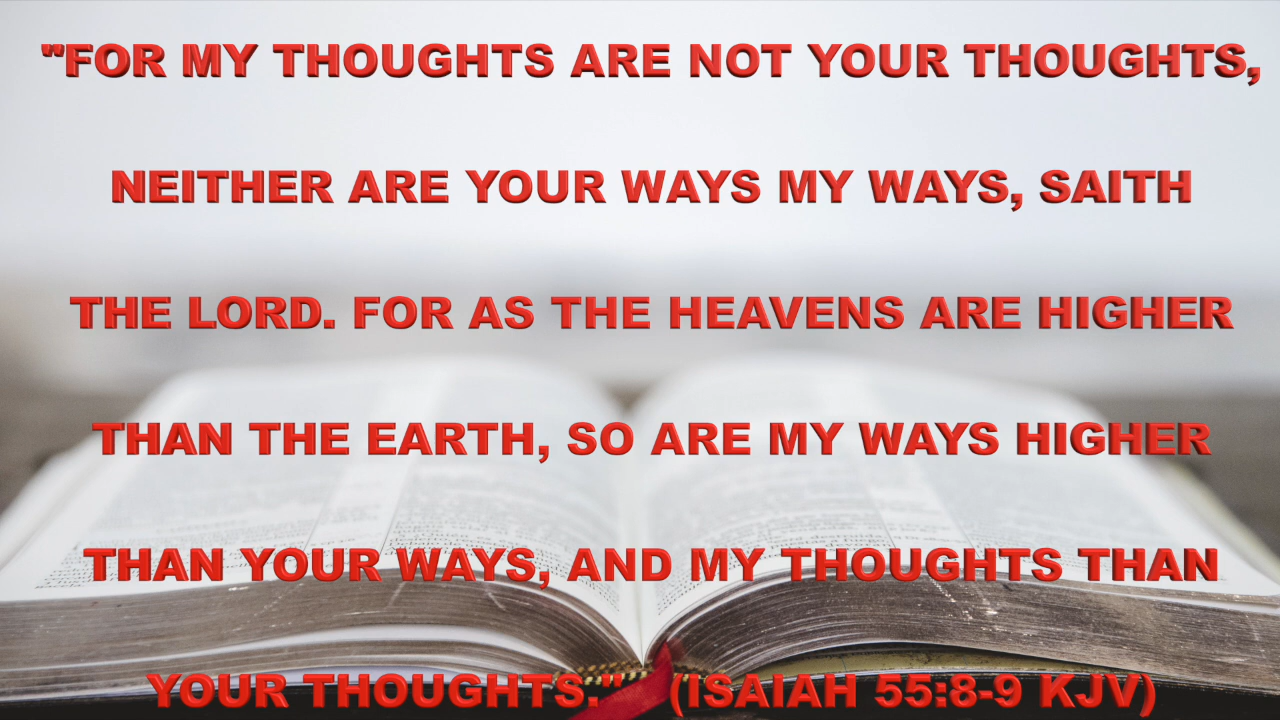 "FOR MY THOUGHTS ARE NOT YOUR THOUGHTS,
NEITHER ARE YOUR WAYS MY WAYS, SAITH
THE LORD. FOR AS THE HEAVENS ARE HIGHER
THAN THE EARTH, SO ARE MY WAYS HIGHER
THAN YOUR WAYS, AND MY THOUGHTS THAN
YOUR THOUGHTS." (ISAIAH 55:8-9 KJV)